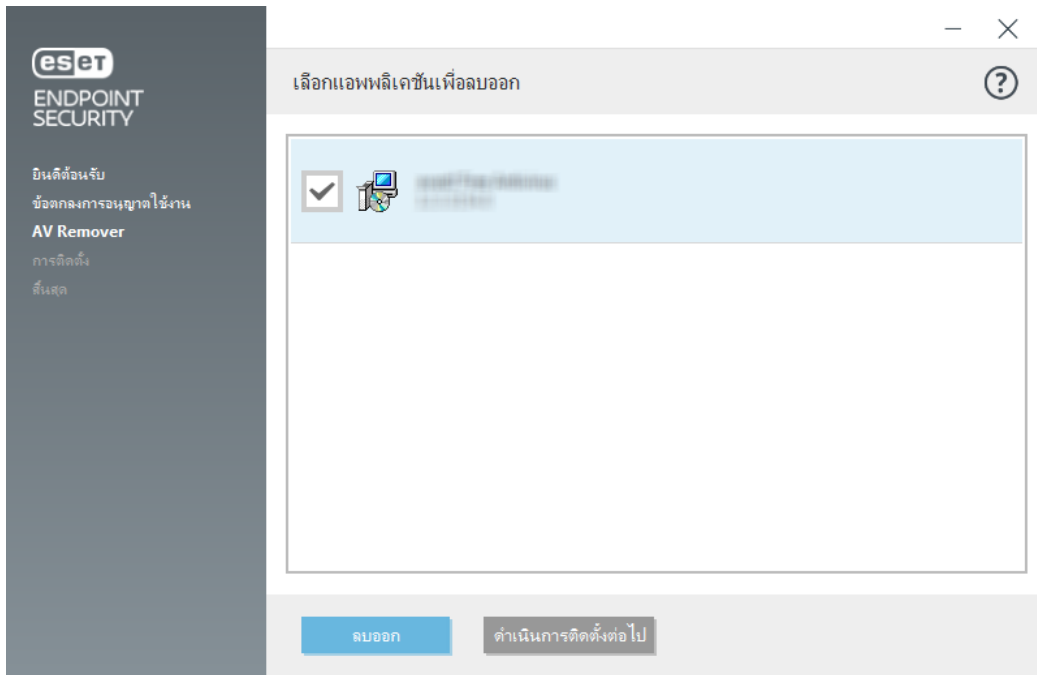 eset
ENDPOINT
SECURITY
ยินดีต้อนรับ
ข้อตกลงการอนุญาตใช้งาน
AV Remover
การติดตั้ง
สิ้นสุด
เลือกแอพพลิเคชันเพื่อลบออก
?
ลบออก
ดำเนินการติดตั้งต่อไป